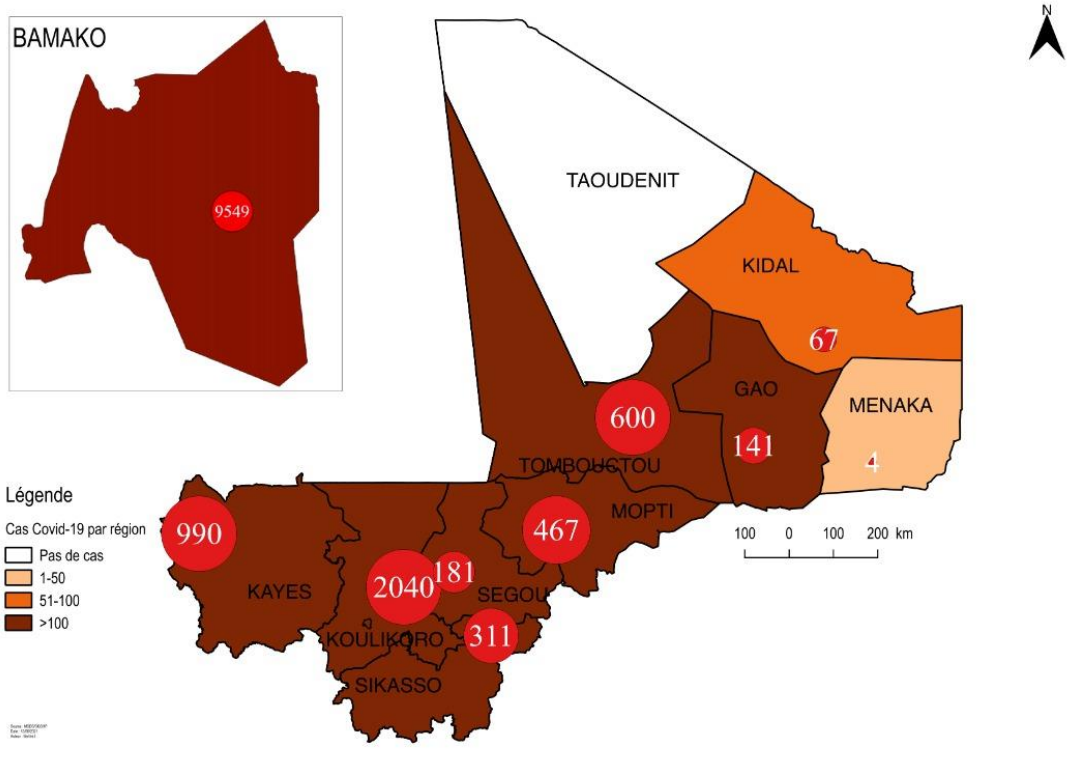 N
BAMAKO
9549
TAOUDENIT
KIDAL
67
GAO
MENAKA
600
141
4
TOMBOUCTOU
Légende
Cas Covid-19 par région
Pas de cas
1-50
51-100
>100
990
467
MOPTI
100 0 100 200 km
2040
181
KAYES
SEGOU
311
KOULIKORO
SIKASSO